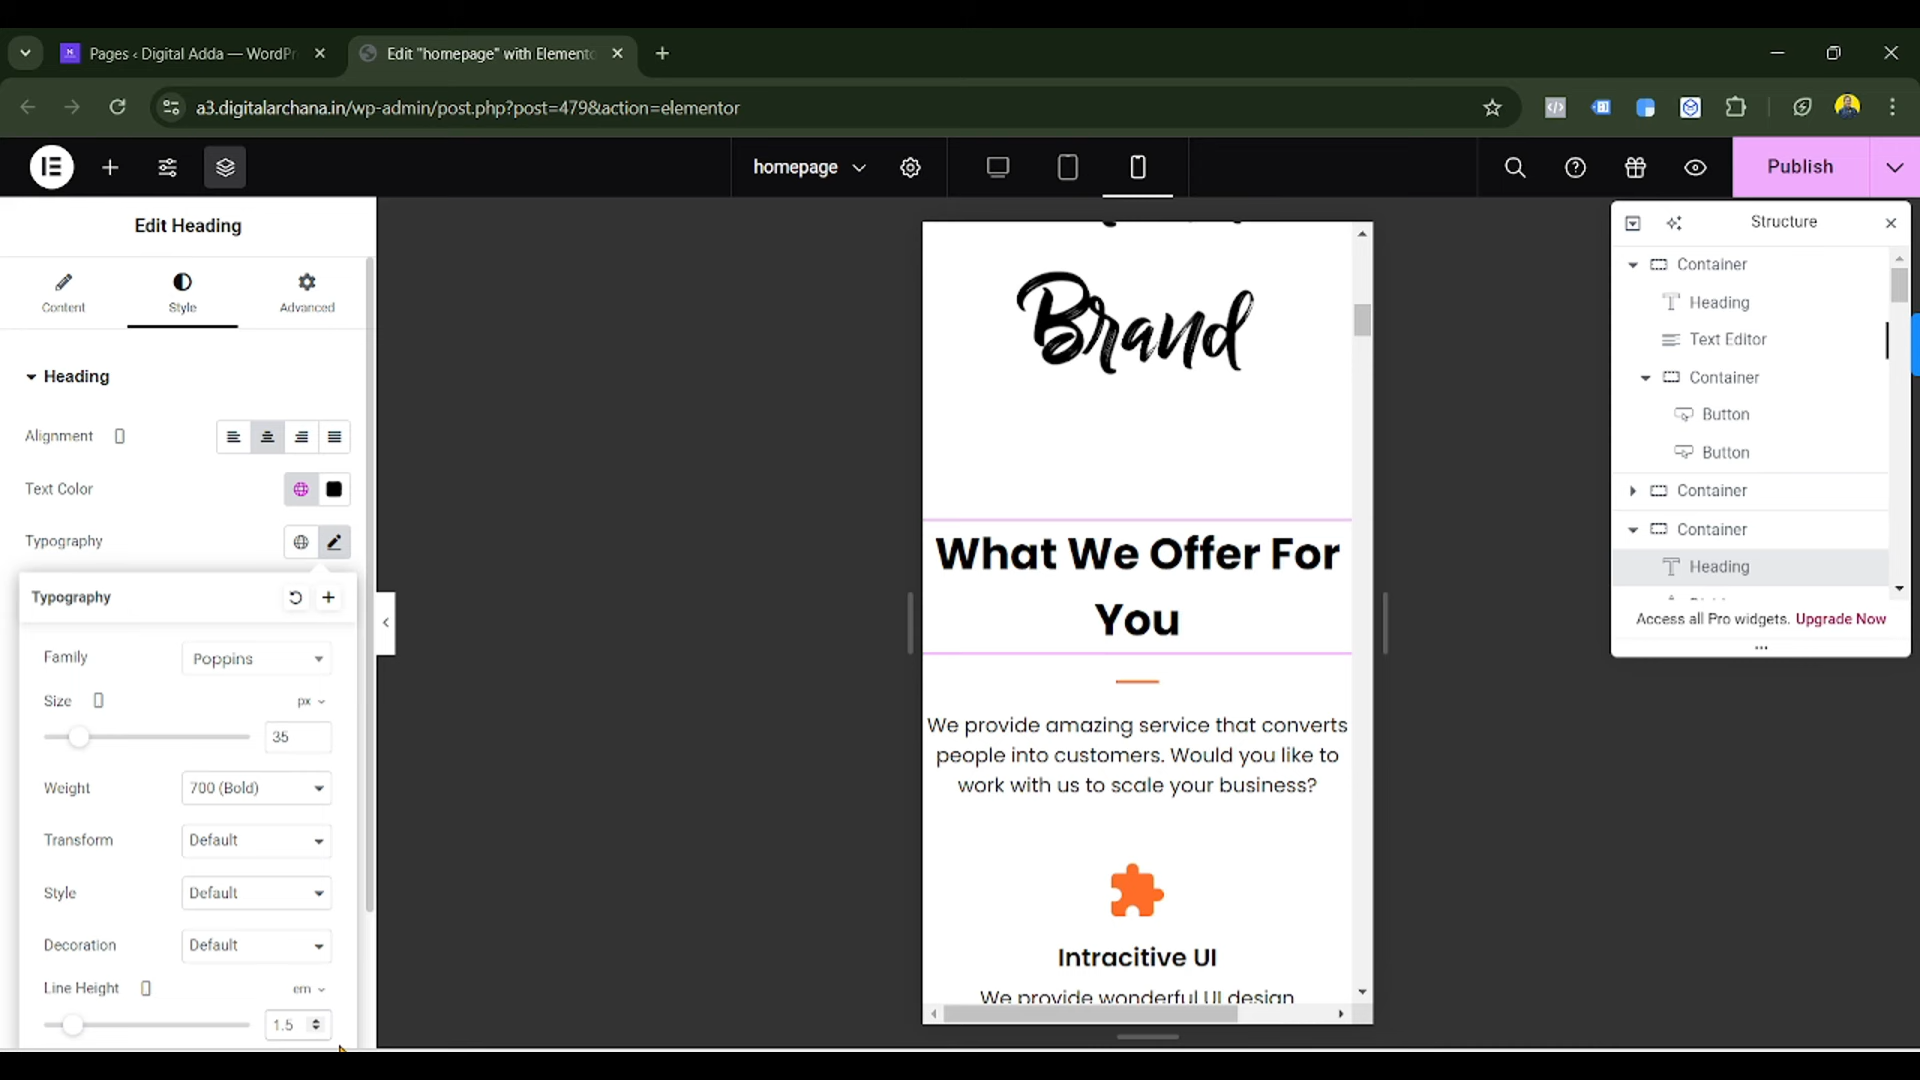 Pages ‹ Digital Adda — WordPr
Edit "homepage" with Elemento
a3.digitalarchana.in/wp-admin/post.php?post=479&action=elementor
homepage
Publish
Edit Heading
Content
Style
Advanced
Heading
Alignment
Text Color
Typography
Typography
Family
Poppins
Size
px
35
Weight
700 (Bold)
Transform
Default
Style
Default
Decoration
Default
Line Height
em
1.5
Brand
What We Offer For
You
We provide amazing service that converts
people into customers. Would you like to
work with us to scale your business?
Intracitive UI
We provide wonderful UI design
Structure
Container
Heading
Text Editor
Container
Button
Button
Container
Container
Heading
Access all Pro widgets. Upgrade Now